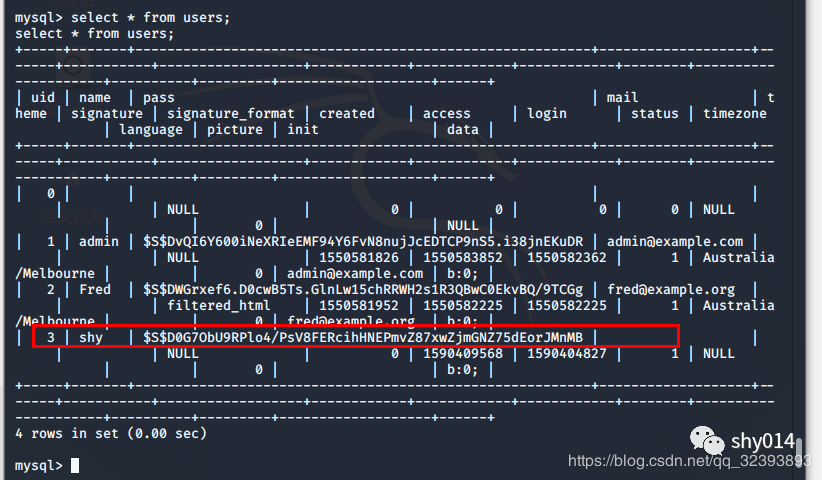 mysql> select * from users;
select * from users;
+-----+-------+---------------------------------------------------------+-------------------+--
------+-----------+------------------+------------+------------+------------+--------+-----------
----------+----------+---------+-------------------+------+
| uid | name  | pass                                                    | mail              | t
heme | signature | signature_format | created    | access     | login      | status | timezone
            | language | picture | init              | data |
+-----+-------+---------------------------------------------------------+-------------------+--
------+-----------+------------------+------------+------------+------------+--------+-----------
----------+----------+---------+-------------------+------+
|   0 |       |                                                         |                   |
     |           | NULL             |          0 |          0 |          0 |      0 | NULL
            |          |       0 |                   | NULL |
|   1 | admin | $S$DvQI6Y600iNeXRIeEMF94Y6FvN8nujJcEDTCP9nS5.i38jnEKuDR | admin@example.com |
     |           | NULL             | 1550581826 | 1550583852 | 1550582362 |      1 | Australia
/Melbourne |          |       0 | admin@example.com | b:0; |
|   2 | Fred  | $S$DWGrxef6.D0cwB5Ts.GlnLw15chRRWH2s1R3QBwC0EkvBQ/9TCGg | fred@example.org  |
     |           | filtered_html    | 1550581952 | 1550582225 | 1550582225 |      1 | Australia
/Melbourne |          |       0 | fred@example.org  | b:0; |
|   3 | shy   | $S$D0G7ObU9RPlo4/PsV8FERcihHNEPmvZ87xwZjmGNZ75dEorJMnMB |                   |
     |           | NULL             |          0 | 1590409568 | 1590404827 |      1 | NULL
            |          |       0 |                   | b:0; |
+-----+-------+---------------------------------------------------------+-------------------+--
------+-----------+------------------+------------+------------+------------+--------+-----------
----------+----------+---------+-------------------+------+
4 rows in set (0.00 sec)
mysql>
shy014
https://blog.csdn.net/qq_32393893